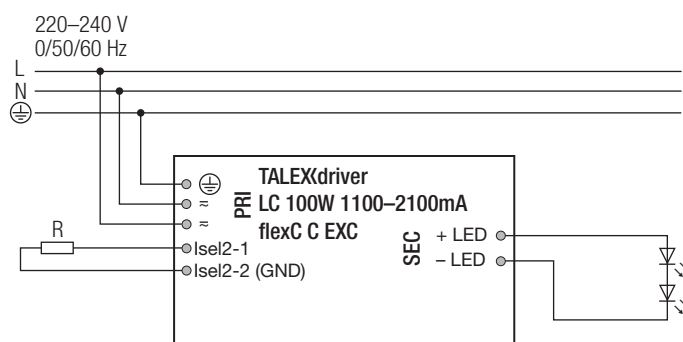 220–240 V
0/50/60 Hz
L
N
TALEXXdriver
LC 100W 1100–2100mA
flexC C EXC
PRI
≂
≂
R
Isel2-1
Isel2-2 (GND)
SEC
+ LED
– LED